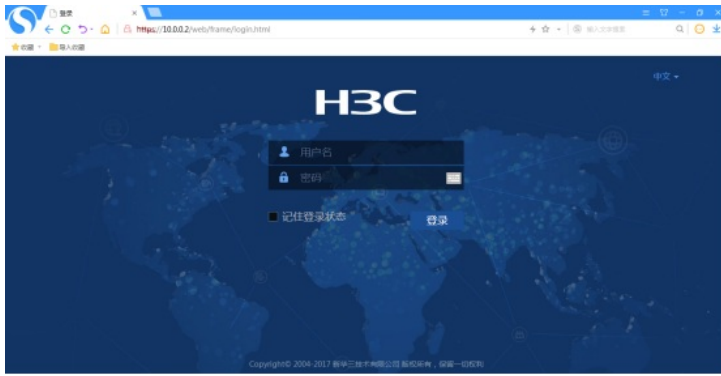 登录
https://10.0.0.2/web/frame/login.html
收藏
导入收藏
中文
H3C
用户名
密码
记住登录状态
登录
Copyright© 2004-2017 新华三技术有限公司 版权所有，保留一切权利